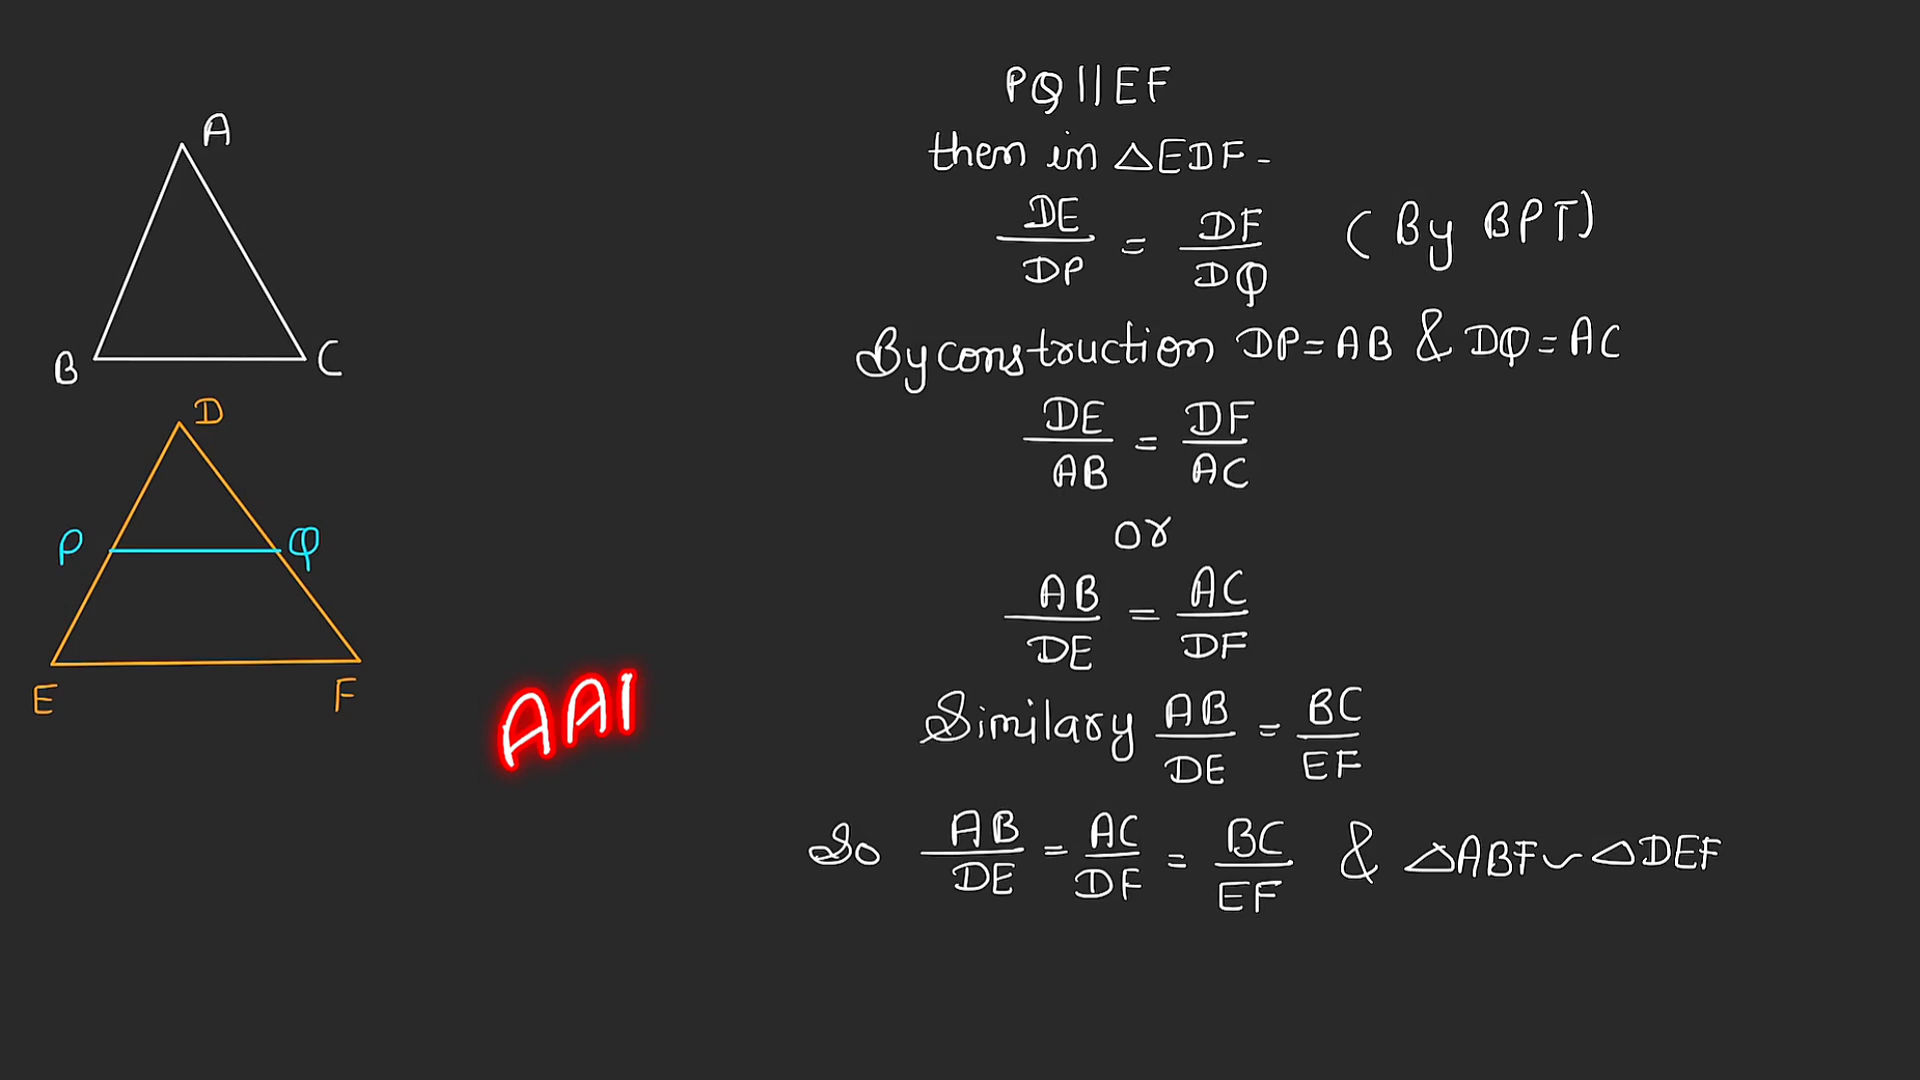 A
B
C
D
P
Q
E
F
AAI
PQ||EF
then in △EDF -
DE/DP = DF/DQ (By BPT)
By construction DP=AB & DQ=AC
DE/AB = DF/AC
or
AB/DE = AC/DF
Similary AB/DE = BC/EF
So AB/DE = AC/DF = BC/EF & △ABF ~ △DEF